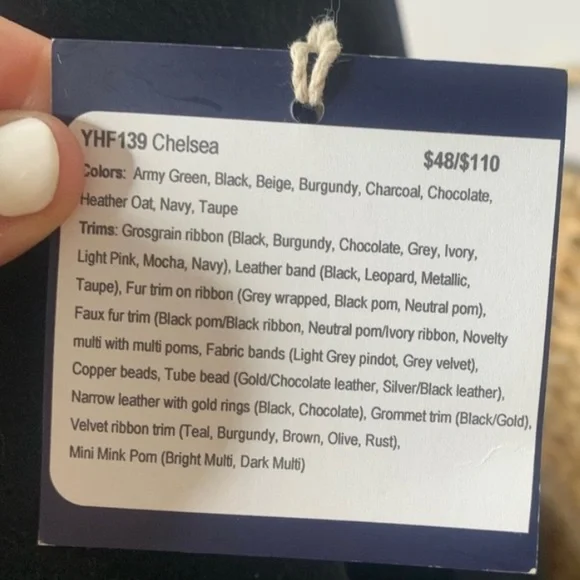 YHF139 Chelsea $48/$110
Colors: Army Green, Black, Beige, Burgundy, Charcoal, Chocolate,
Heather Oat, Navy, Taupe
Trims: Grosgrain ribbon (Black, Burgundy, Chocolate, Grey, Ivory,
Light Pink, Mocha, Navy), Leather band (Black, Leopard, Metallic,
Taupe), Fur trim on ribbon (Grey wrapped, Black pom, Neutral pom),
Faux fur trim (Black pom/Black ribbon, Neutral pom/Ivory ribbon, Novelty
multi with multi poms, Fabric bands (Light Grey pindot, Grey velvet),
Copper beads, Tube bead (Gold/Chocolate leather, Silver/Black leather),
Narrow leather with gold rings (Black, Chocolate), Grommet trim (Black/Gold),
Velvet ribbon trim (Teal, Burgundy, Brown, Olive, Rust),
Mini Mink Pom (Bright Multi, Dark Multi)